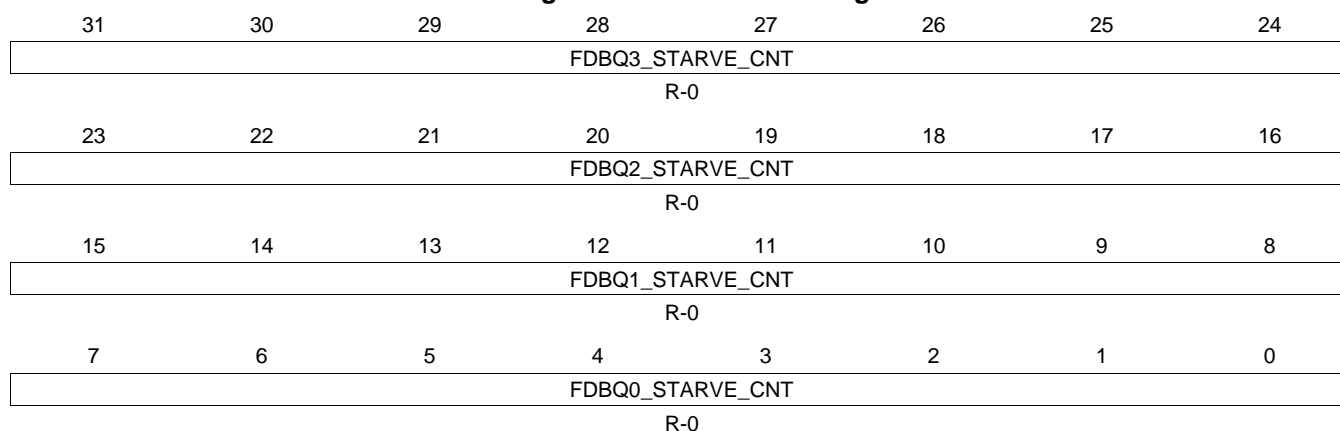 31 30 29 28 27 26 25 24
FDBQ3_STARVE_CNT
R-0
23 22 21 20 19 18 17 16
FDBQ2_STARVE_CNT
R-0
15 14 13 12 11 10 9 8
FDBQ1_STARVE_CNT
R-0
7 6 5 4 3 2 1 0
FDBQ0_STARVE_CNT
R-0